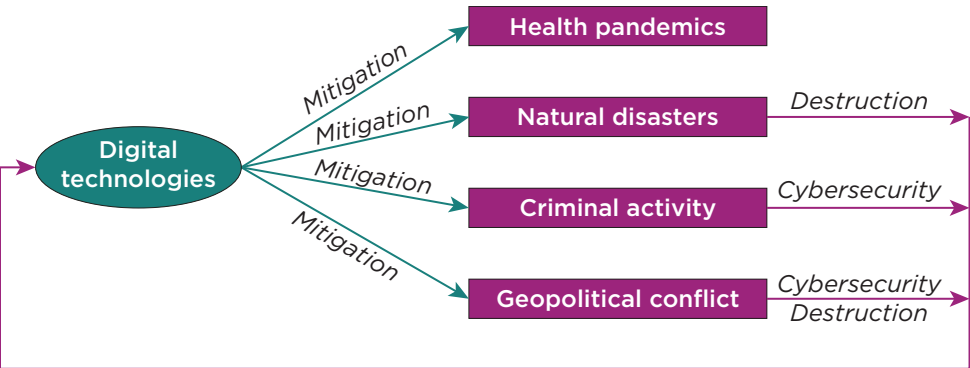 Health pandemics
Mitigation
Natural disasters
Destruction
Mitigation
Digital
technologies
Mitigation
Criminal activity
Cybersecurity
Mitigation
Geopolitical conflict
Cybersecurity
Destruction